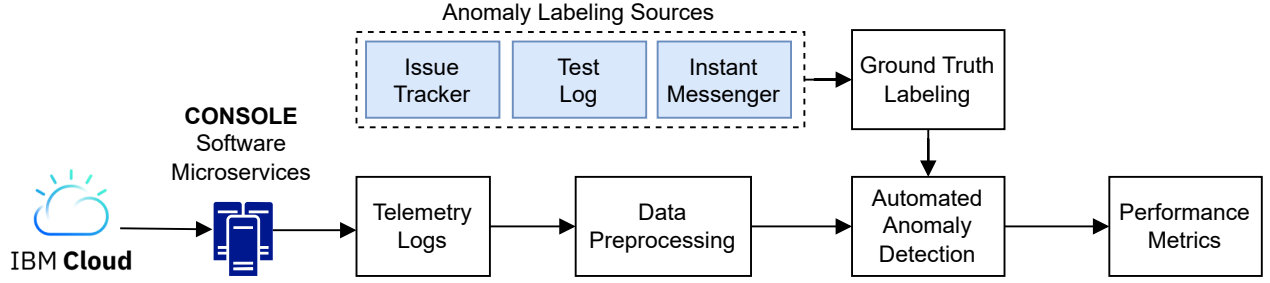 Anomaly Labeling Sources
Issue
Tracker
Test
Log
Instant
Messenger
Ground Truth
Labeling
CONSOLE
Software
Microservices
IBM Cloud
Telemetry
Logs
Data
Preprocessing
Automated
Anomaly
Detection
Performance
Metrics